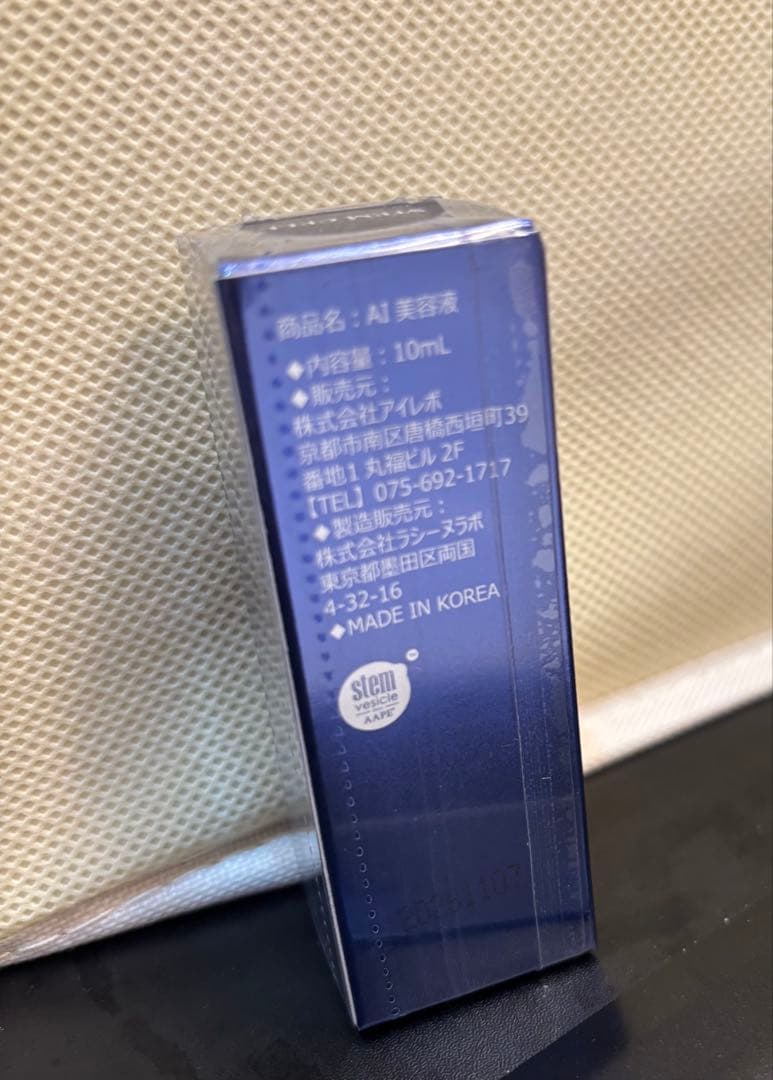 商品名：AI 美容液
◆内容量：10mL
◆販売元：
株式会社アイレボ
京都市南区唐橋西垣町39
番地1 丸福ビル 2F
【TEL】075-692-1717
◆製造販売元：
株式会社ラシーヌラボ
東京都墨田区両国
4-32-16
◆MADE IN KOREA
stem
vesicle
AAPE